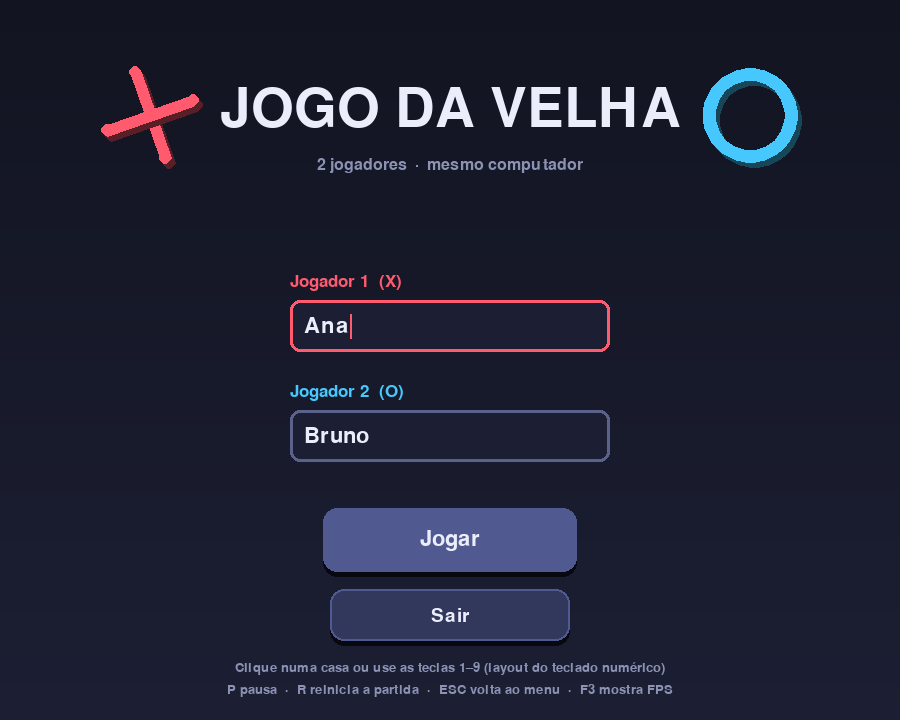 JOGO DA VELHA
2 jogadores · mesmo computador
Jogador 1 (X)
Ana
Jogador 2 (O)
Bruno
Jogar
Sair
Clique numa casa ou use as teclas 1–9 (layout do teclado numérico)
P pausa · R reinicia a partida · ESC volta ao menu · F3 mostra FPS